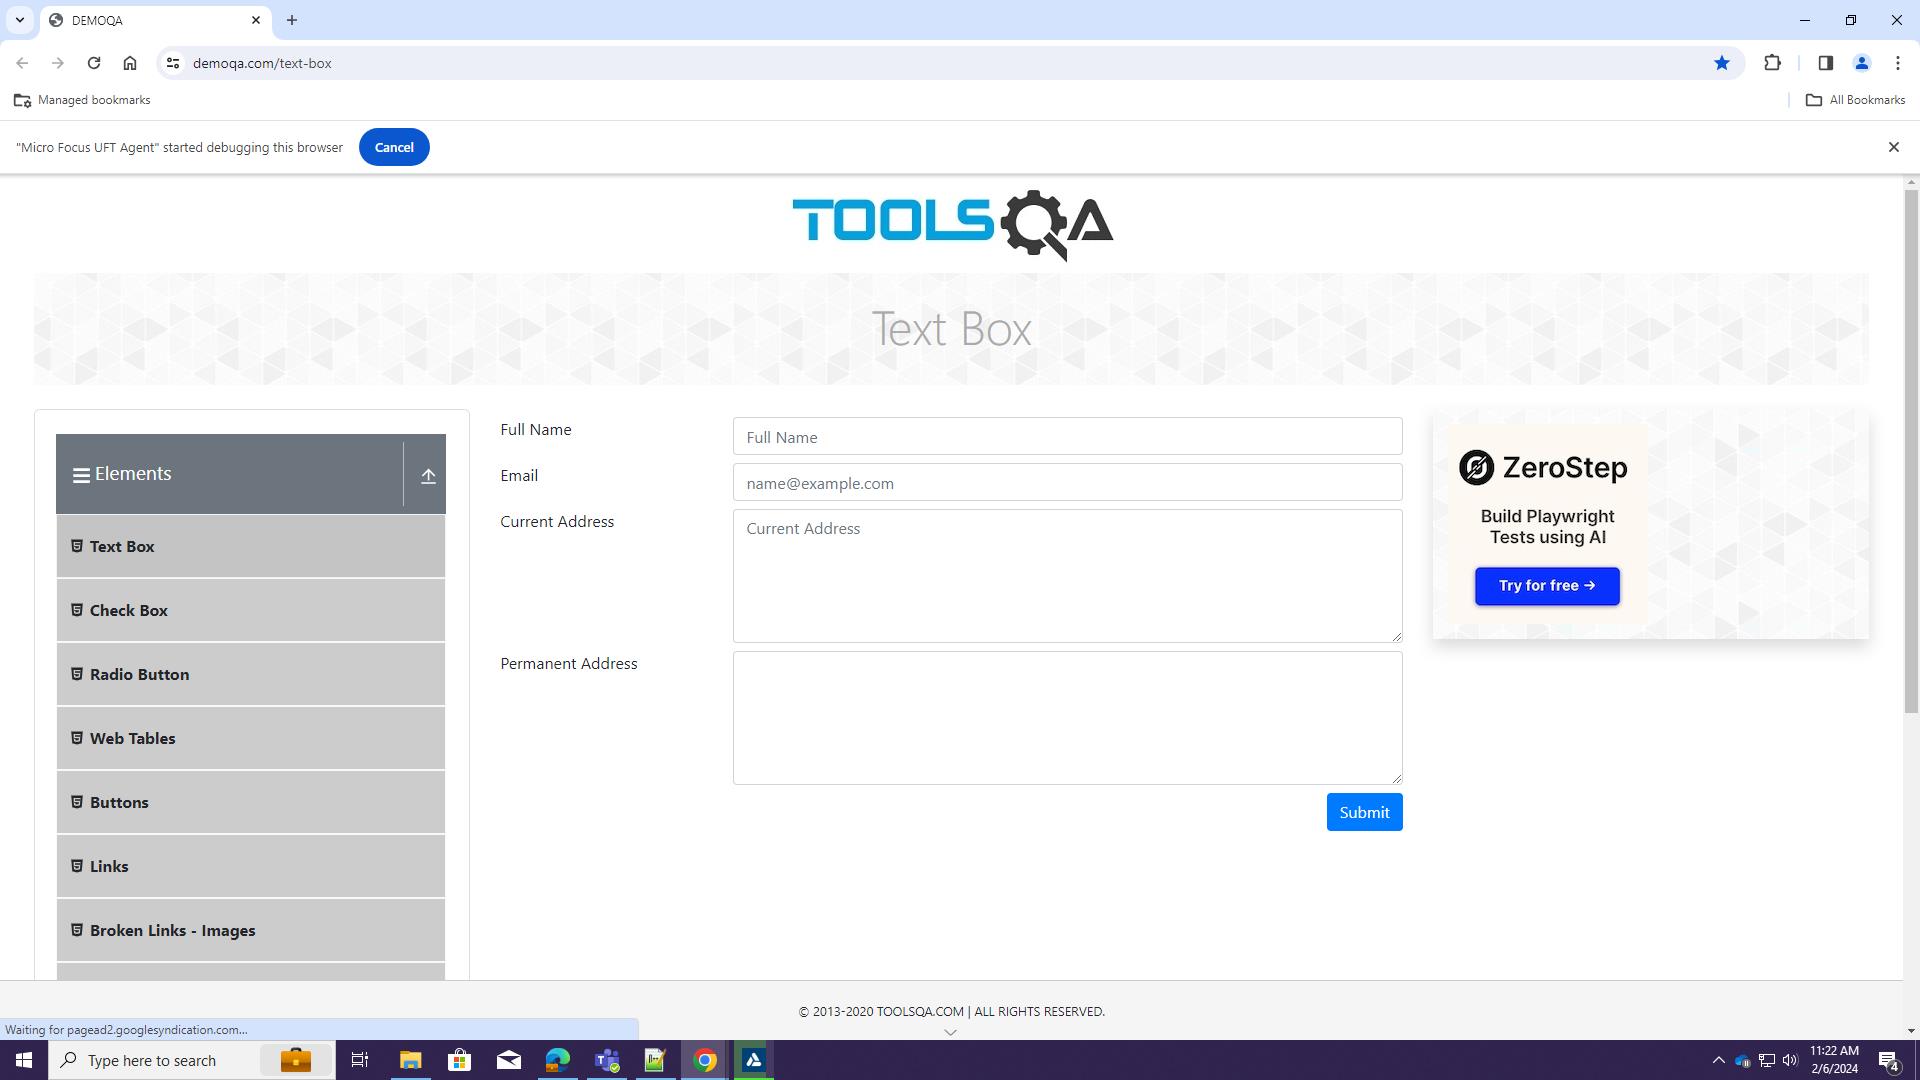 DEMOQA
demoqa.com/text-box
Managed bookmarks
All Bookmarks
"Micro Focus UFT Agent" started debugging this browser
Cancel
TOOLSQA
Text Box
Elements
Text Box
Check Box
Radio Button
Web Tables
Buttons
Links
Broken Links - Images
Full Name
Full Name
Email
name@example.com
Current Address
Current Address
Permanent Address
Submit
ZeroStep
Build Playwright
Tests using AI
Try for free →
© 2013-2020 TOOLSQA.COM | ALL RIGHTS RESERVED.
Waiting for pagead2.googlesyndication.com...
Type here to search
11:22 AM
2/6/2024
4